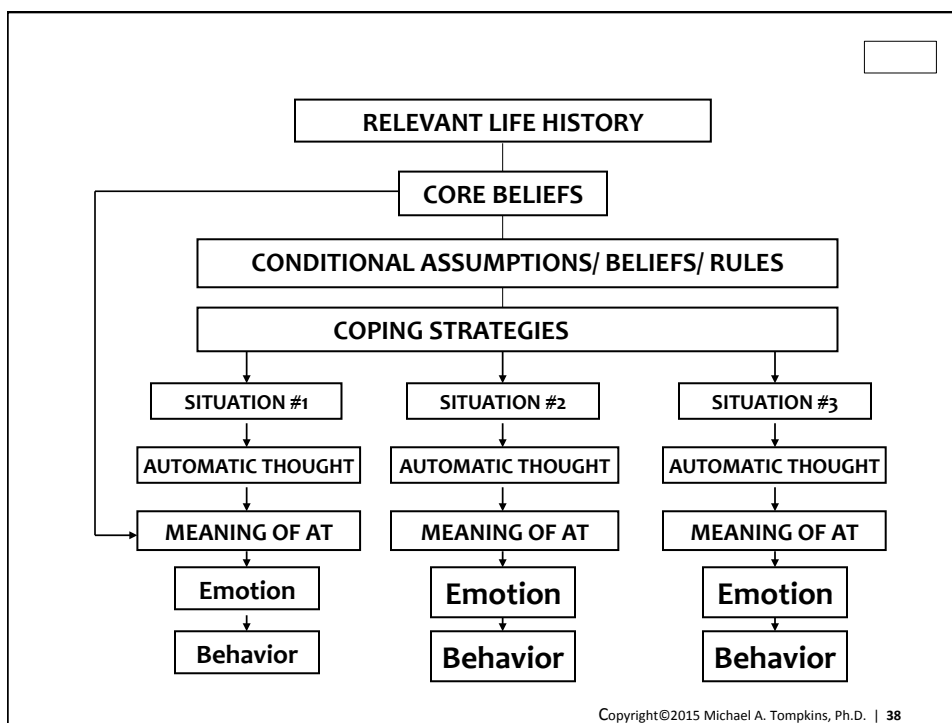 RELEVANT LIFE HISTORY
CORE BELIEFS
CONDITIONAL ASSUMPTIONS/ BELIEFS/ RULES
COPING STRATEGIES
SITUATION #1 SITUATION #2 SITUATION #3
AUTOMATIC THOUGHT AUTOMATIC THOUGHT AUTOMATIC THOUGHT
MEANING OF AT MEANING OF AT MEANING OF AT
Emotion Emotion Emotion
Behavior Behavior Behavior
Copyright©2015 Michael A. Tompkins, Ph.D. | 38